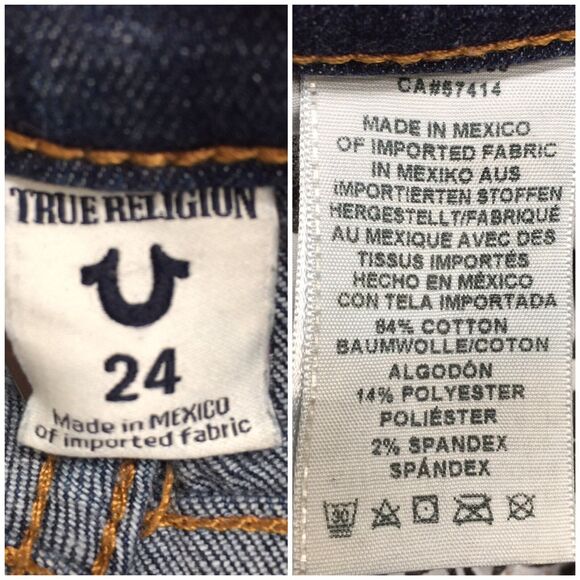 TRUE RELIGION
24
Made in MEXICO
of imported fabric
CA#57414
MADE IN MEXICO
OF IMPORTED FABRIC
IN MEXIKO AUS
IMPORTIERTEN STOFFEN
HERGESTELLT/FABRIQUÉ
AU MEXIQUE AVEC DES
TISSUS IMPORTÉS
HECHO EN MÉXICO
CON TELA IMPORTADA
84% COTTON
BAUMWOLLE/COTON
ALGODÓN
14% POLYESTER
POLIÉSTER
2% SPANDEX
SPÁNDEX